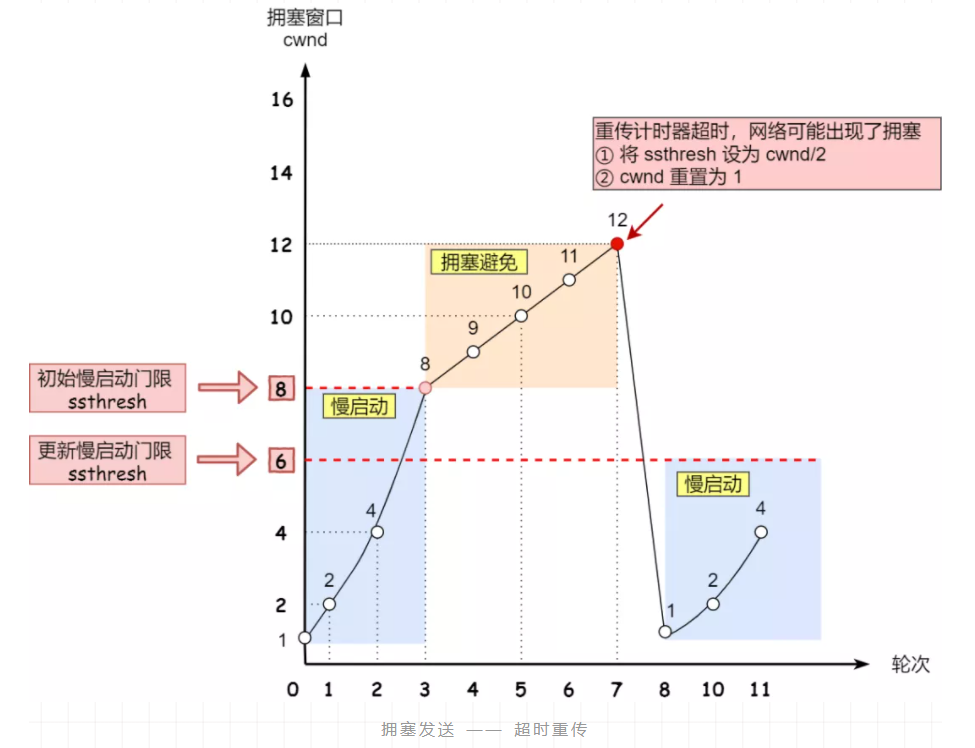 拥塞窗口
cwnd
16
14
12
10
8
6
4
2
1
初始慢启动门限
ssthresh
更新慢启动门限
ssthresh
重传计时器超时，网络可能出现了拥塞
① 将 ssthresh 设为 cwnd/2
② cwnd 重置为 1
拥塞避免
慢启动
慢启动
2
4
8
9
10
11
12
1
2
4
0 1 2 3 4 5 6 7 8 10 11
轮次
拥塞发送 —— 超时重传